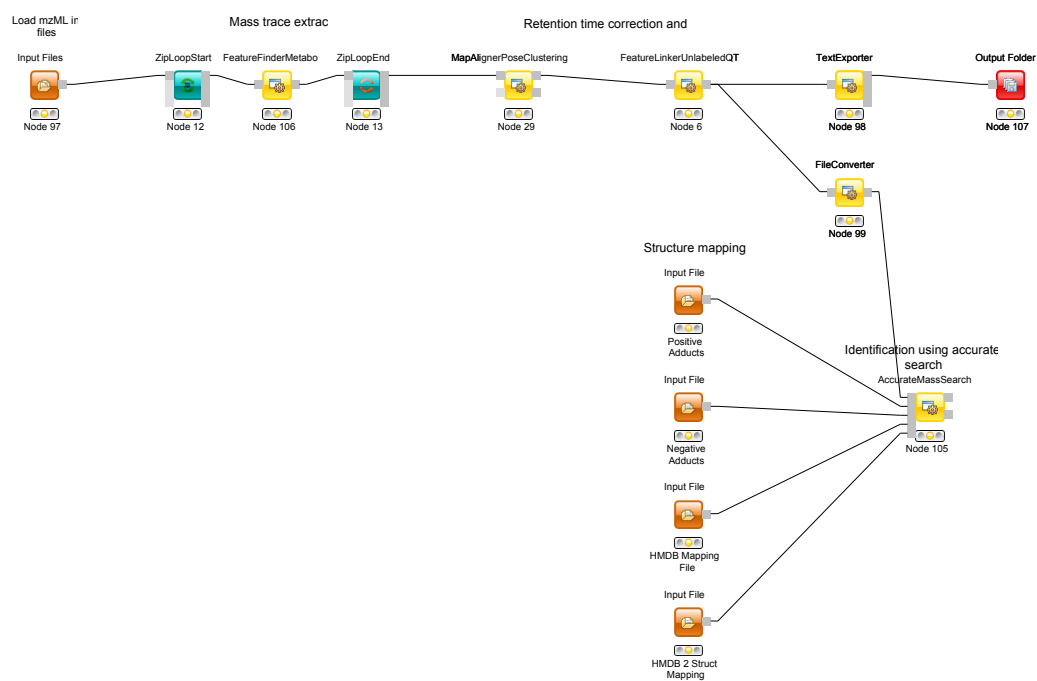 Load mzML in
files
Mass trace extrac
Retention time correction and
Input Files
ZipLoopStart
FeatureFinderMetabo
ZipLoopEnd
MapAlignerPoseClustering
FeatureLinkerUnlabeledQT
TextExporter
Output Folder
Node 97
Node 12
Node 106
Node 13
Node 29
Node 6
Node 98
Node 107
FileConverter
Node 99
Structure mapping
Input File
Positive
Adducts
Identification using accurate
search
AccurateMassSearch
Node 105
Input File
Negative
Adducts
Input File
HMDB Mapping
File
Input File
HMDB 2 Struct
Mapping